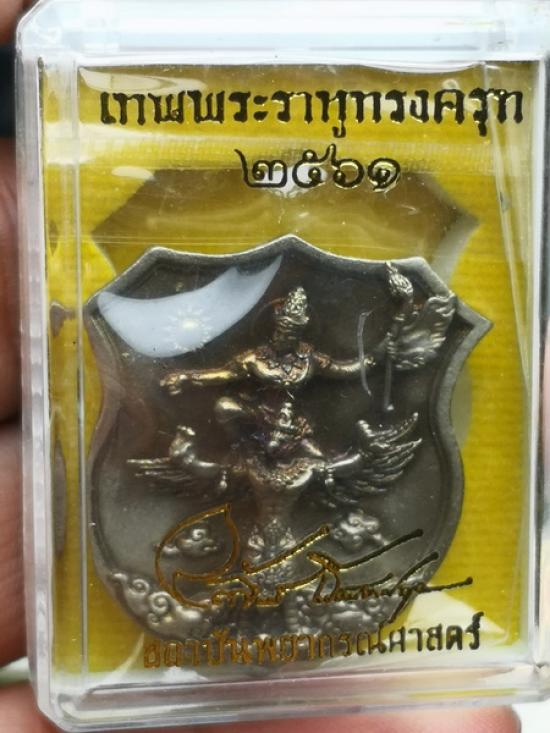 เทพพระราหูทรงครุฑ
๒๕๖๑
สถาบันพยากรณ์ศาสตร์